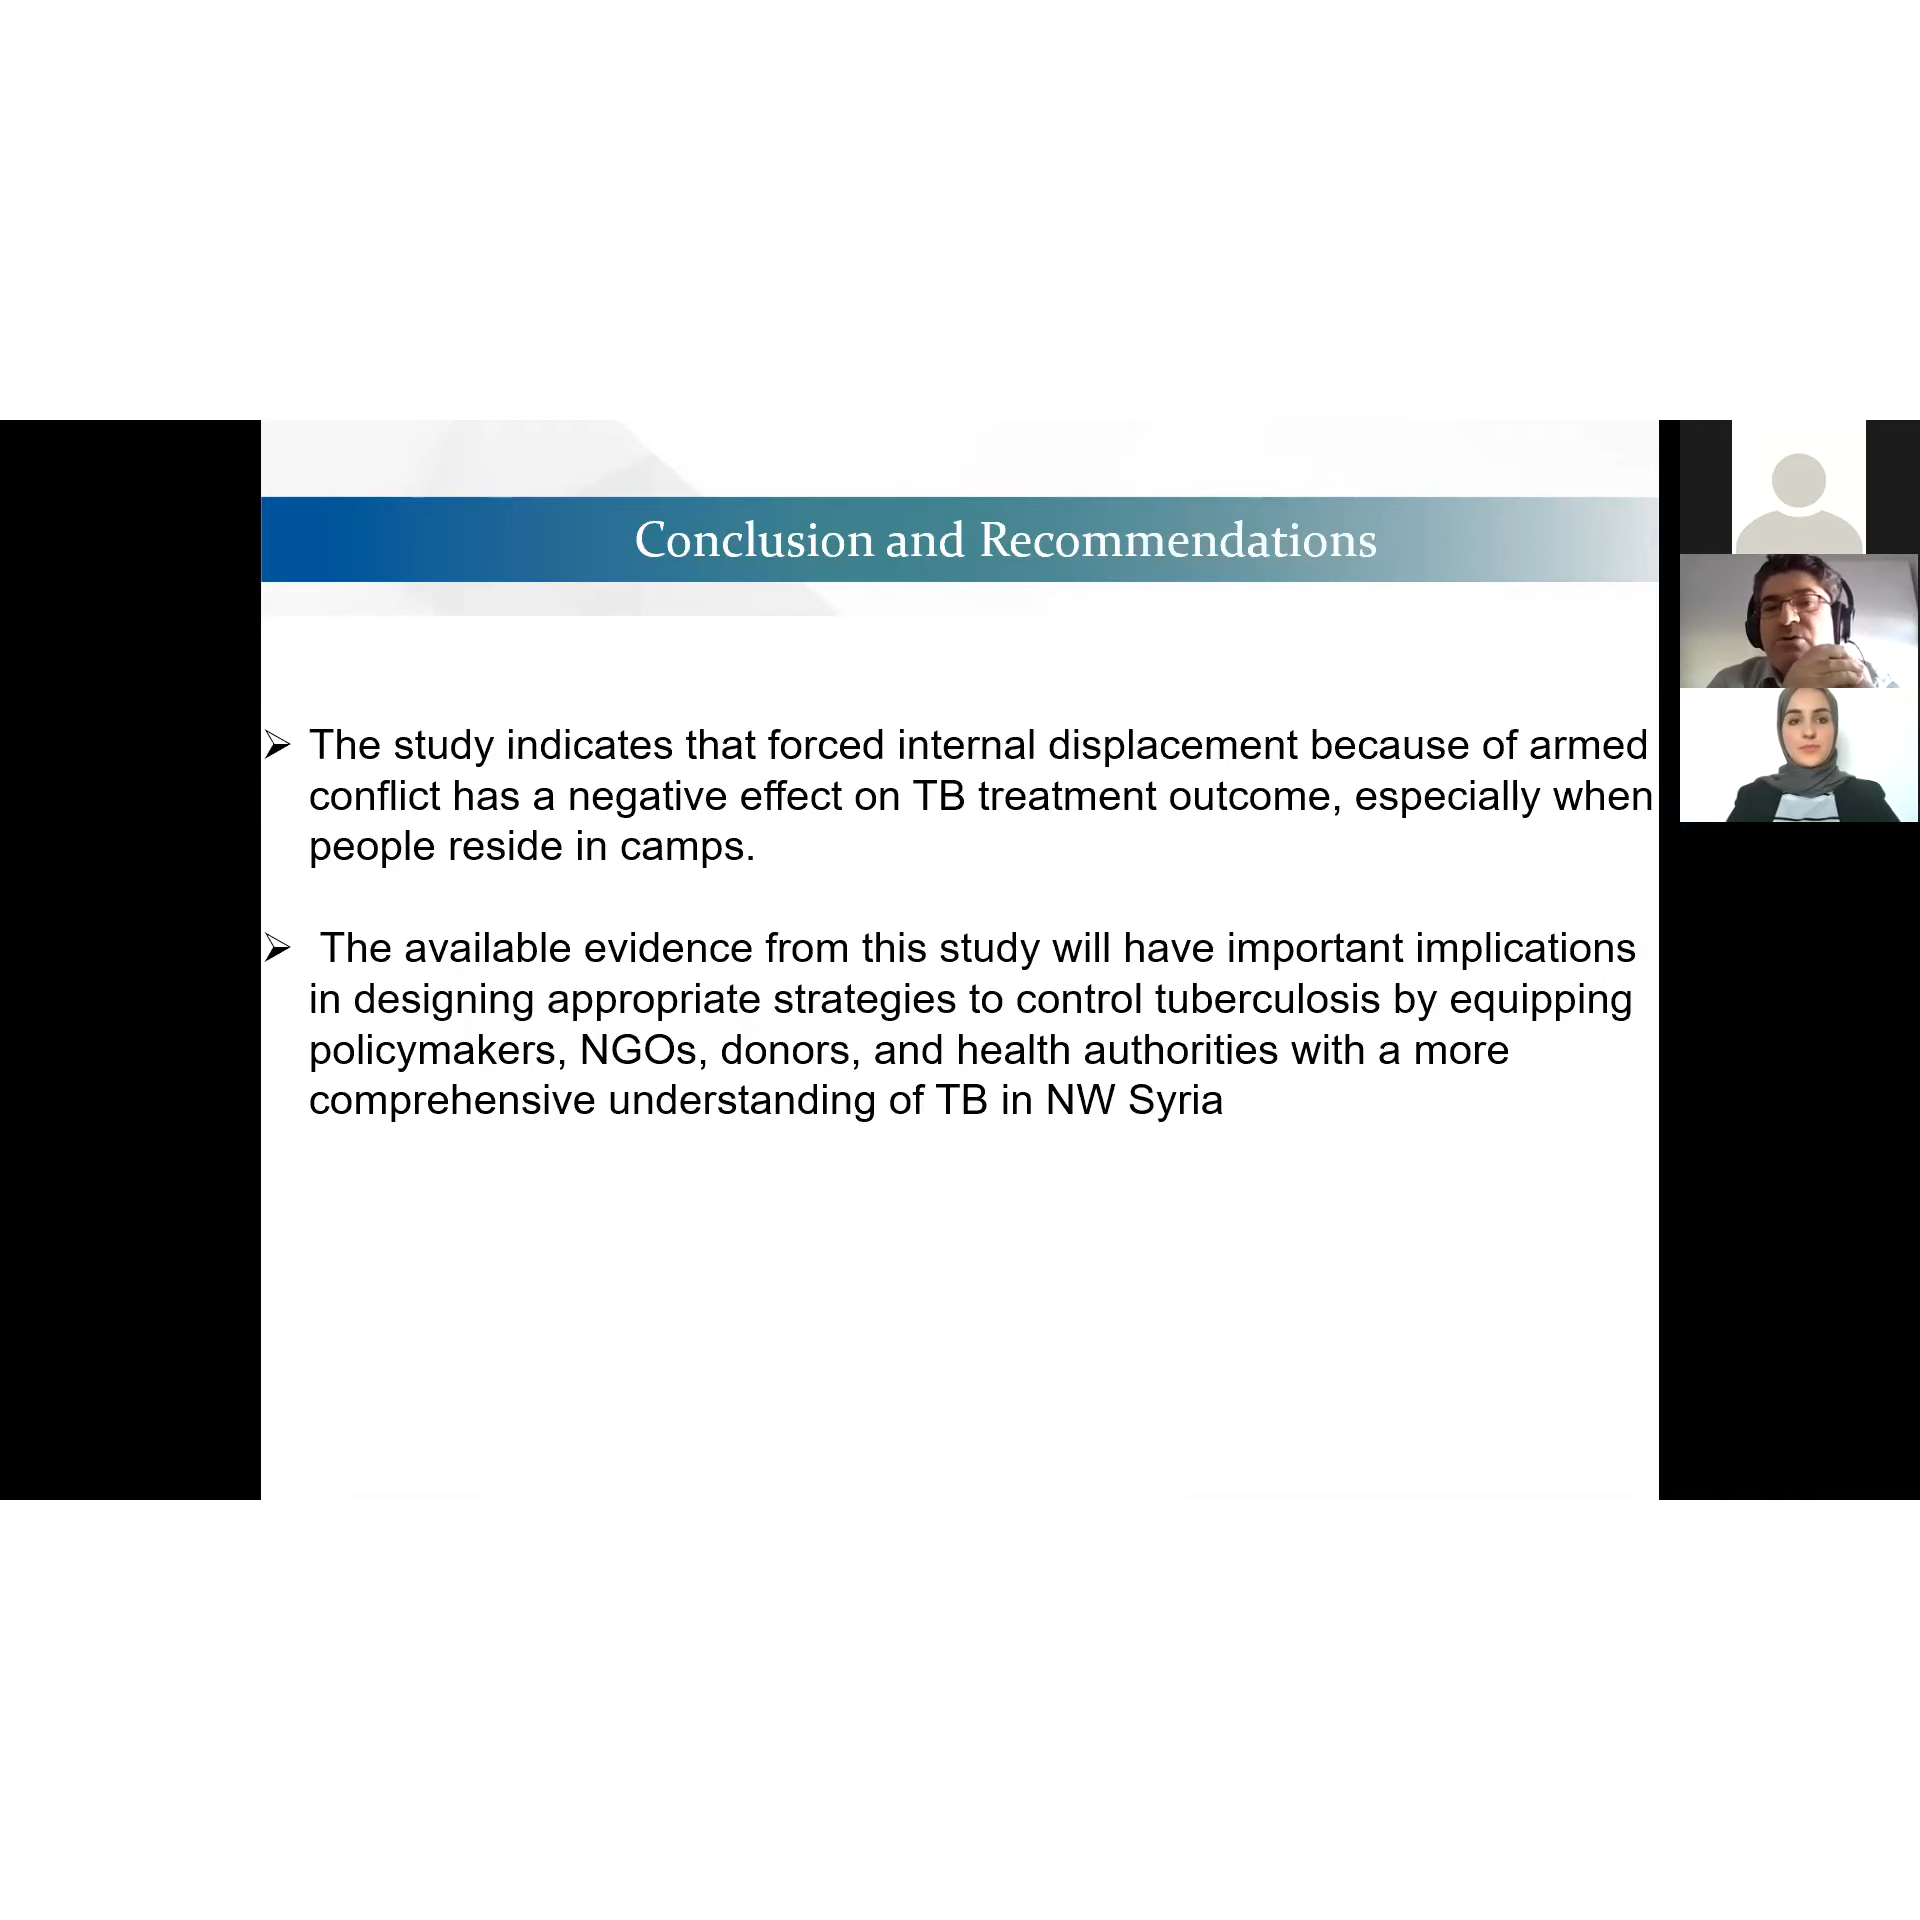 Conclusion and Recommendations
➢ The study indicates that forced internal displacement because of armed
conflict has a negative effect on TB treatment outcome, especially when
people reside in camps.
➢ The available evidence from this study will have important implications
in designing appropriate strategies to control tuberculosis by equipping
policymakers, NGOs, donors, and health authorities with a more
comprehensive understanding of TB in NW Syria